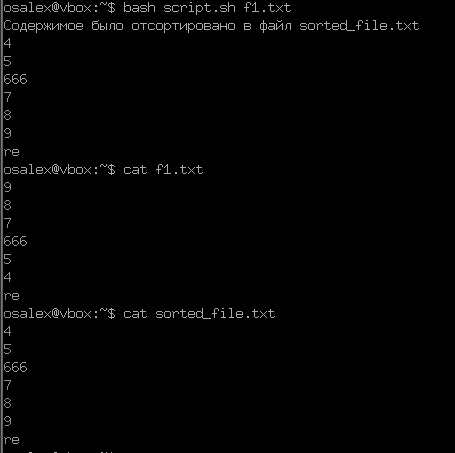 osalex@vbox:~$ bash script.sh f1.txt
Содержимое было отсортировано в файл sorted_file.txt
4
5
666
7
8
9
re
osalex@vbox:~$ cat f1.txt
9
8
7
666
5
4
re
osalex@vbox:~$ cat sorted_file.txt
4
5
666
7
8
9
re